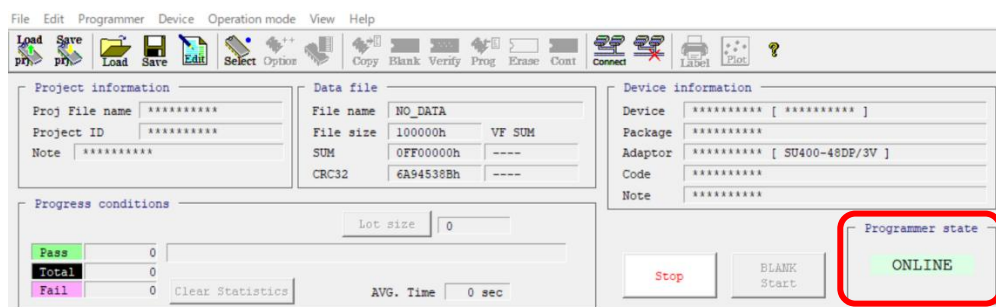 File Edit Programmer Device Operation mode View Help
Load prj Save prj Load Save Edit Select Option Copy Blank Verify Prog Erase Cont Connect Label Plot
Project information
Proj File name **********
Project ID **********
Note **********
Data file
File name NO_DATA
File size 100000h VF SUM
SUM 0FF00000h ----
CRC32 6A94538Bh ----
Device information
Device ********** [ ********** ]
Package **********
Adaptor ********** [ SU400-48DP/3V ]
Code **********
Note **********
Progress conditions
Lot size 0
Pass 0
Total 0
Fail 0 Clear Statistics AVG. Time 0 sec
Stop
BLANK
Start
Programmer state
ONLINE